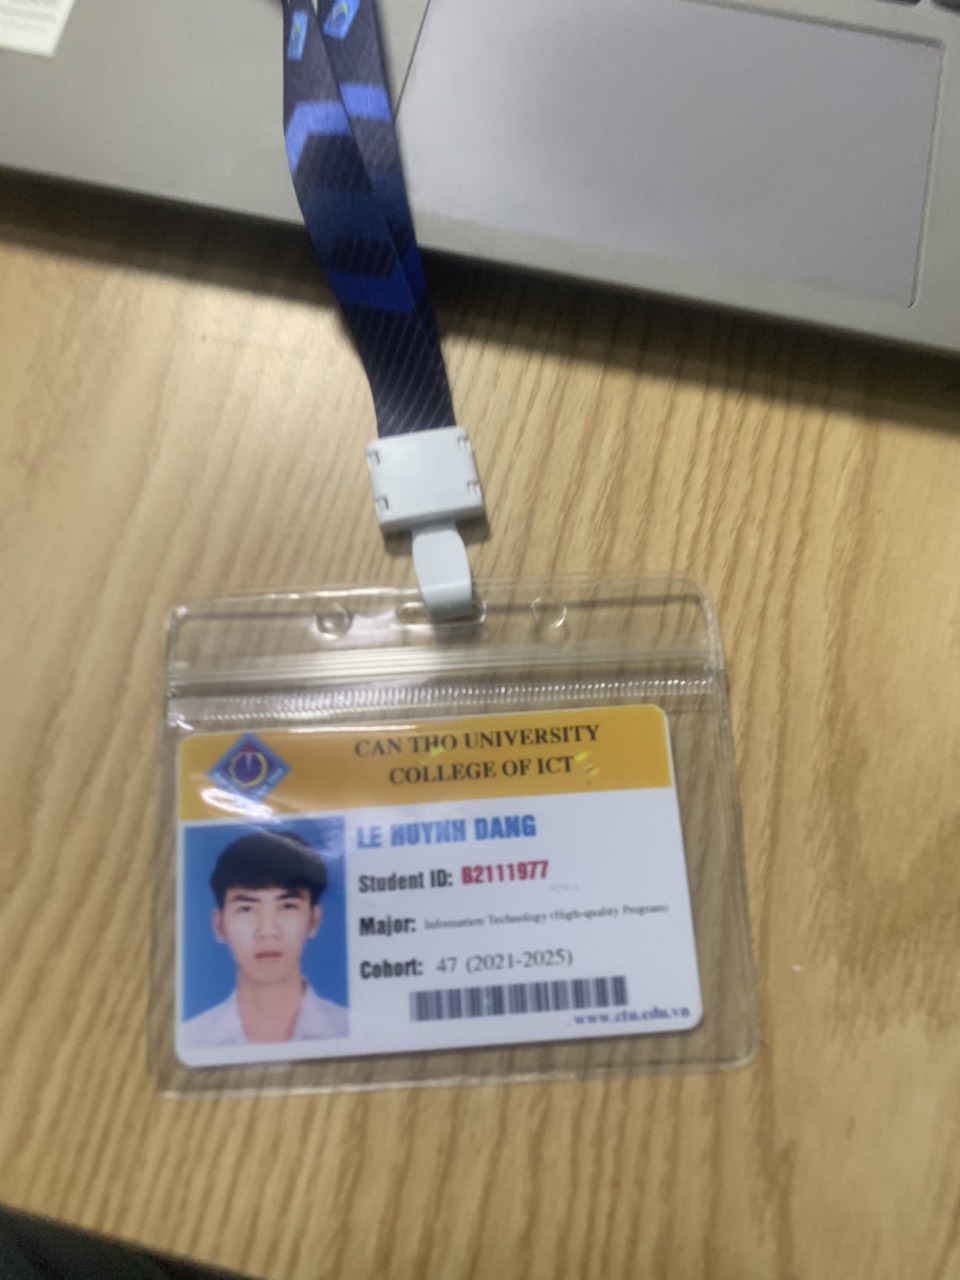 CAN THO UNIVERSITY
COLLEGE OF ICT
LE HUYNH DANG
Student ID: B2111977
Major: Information Technology (High-quality Program)
Cohort: 47 (2021-2025)
www.ctu.edu.vn